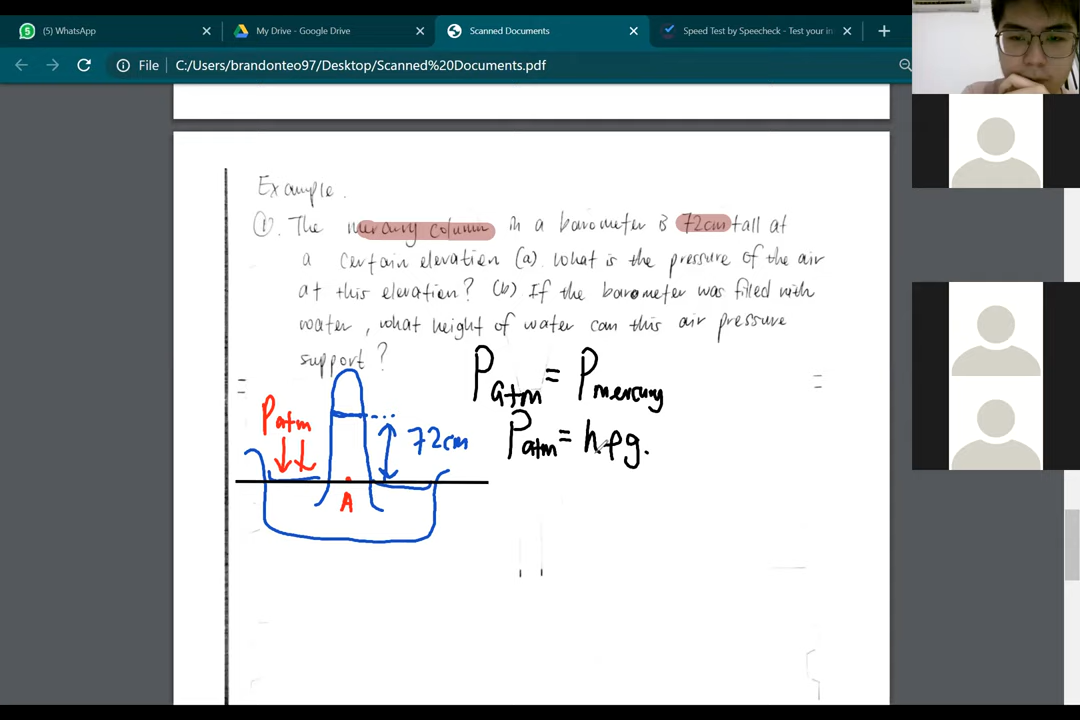 (5) WhatsApp
My Drive - Google Drive
Scanned Documents
Speed Test by Speecheck - Test your in
File
C:/Users/brandonteo97/Desktop/Scanned%20Documents.pdf
Example.
①. The mercury column in a barometer is 72cm tall at
a certain elevation (a). What is the pressure of the air
at this elevation? (b) If the barometer was filled with
water, what height of water can this air pressure
support?
Patm = Pmercury
Patm = hρg.
Patm
72cm
A